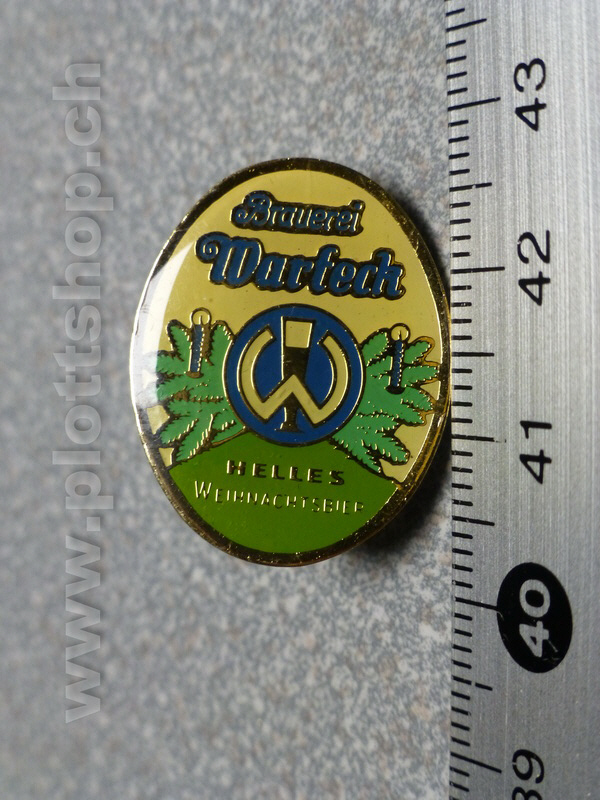 Brauerei
Warteck
W
HELLES
WEIHNACHTSBIER
43
42
41
40
39
www.plottshop.ch